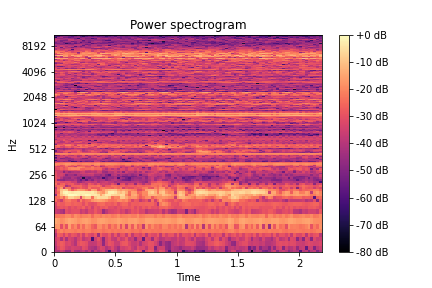 Power spectrogram
8192
4096
2048
1024
512
256
128
64
0
Hz
0
0.5
1
1.5
2
Time
+0 dB
-10 dB
-20 dB
-30 dB
-40 dB
-50 dB
-60 dB
-70 dB
-80 dB